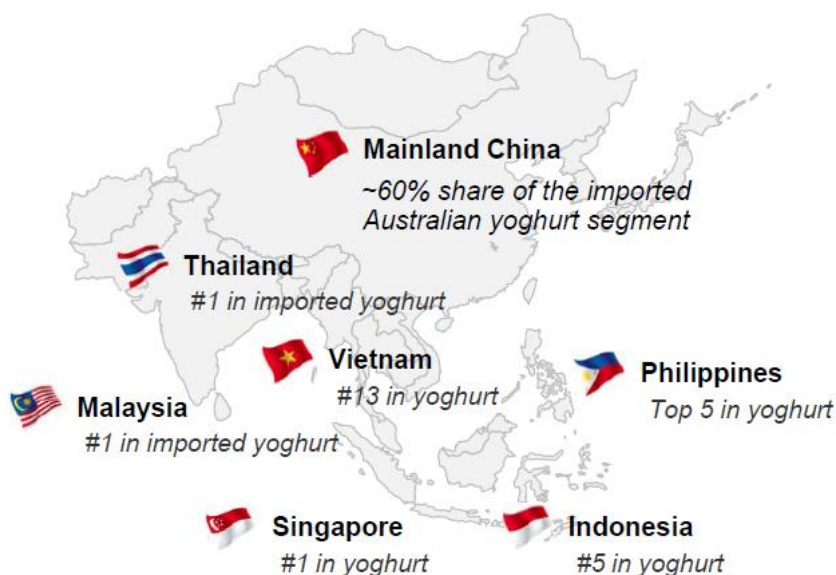 Mainland China
~60% share of the imported
Australian yoghurt segment
Thailand
#1 in imported yoghurt
Vietnam
#13 in yoghurt
Philippines
Top 5 in yoghurt
Malaysia
#1 in imported yoghurt
Singapore
#1 in yoghurt
Indonesia
#5 in yoghurt